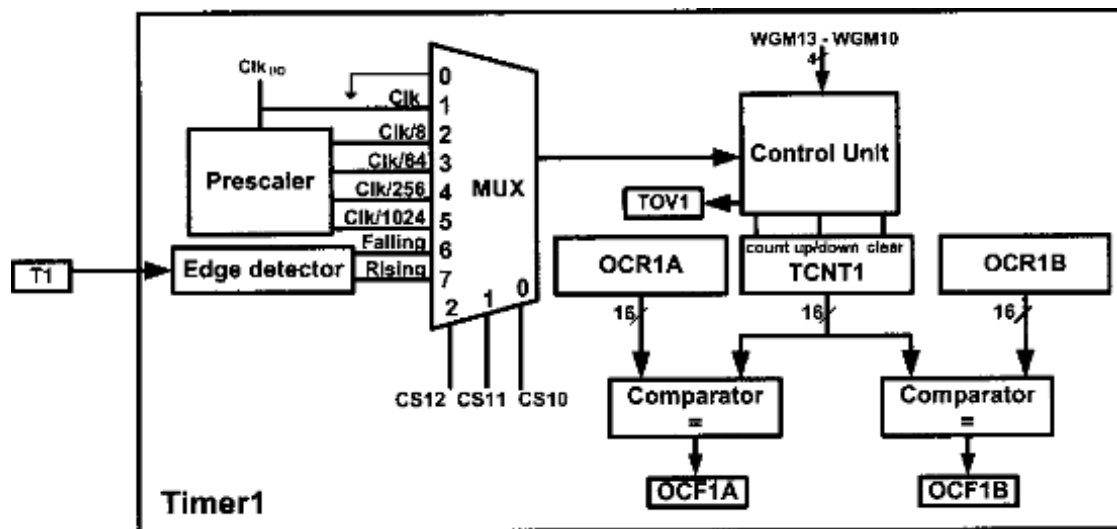 WGM13 - WGM10
4
Clk I/O
Prescaler
Clk
Clk/8
Clk/64
Clk/256
Clk/1024
Falling
Rising
0
1
2
3
4
5
6
7
MUX
2 1 0
CS12 CS11 CS10
T1
Edge detector
Control Unit
TOV1
count up/down clear
TCNT1
OCR1A
OCR1B
16
16
16
Comparator
=
Comparator
=
OCF1A
OCF1B
Timer1